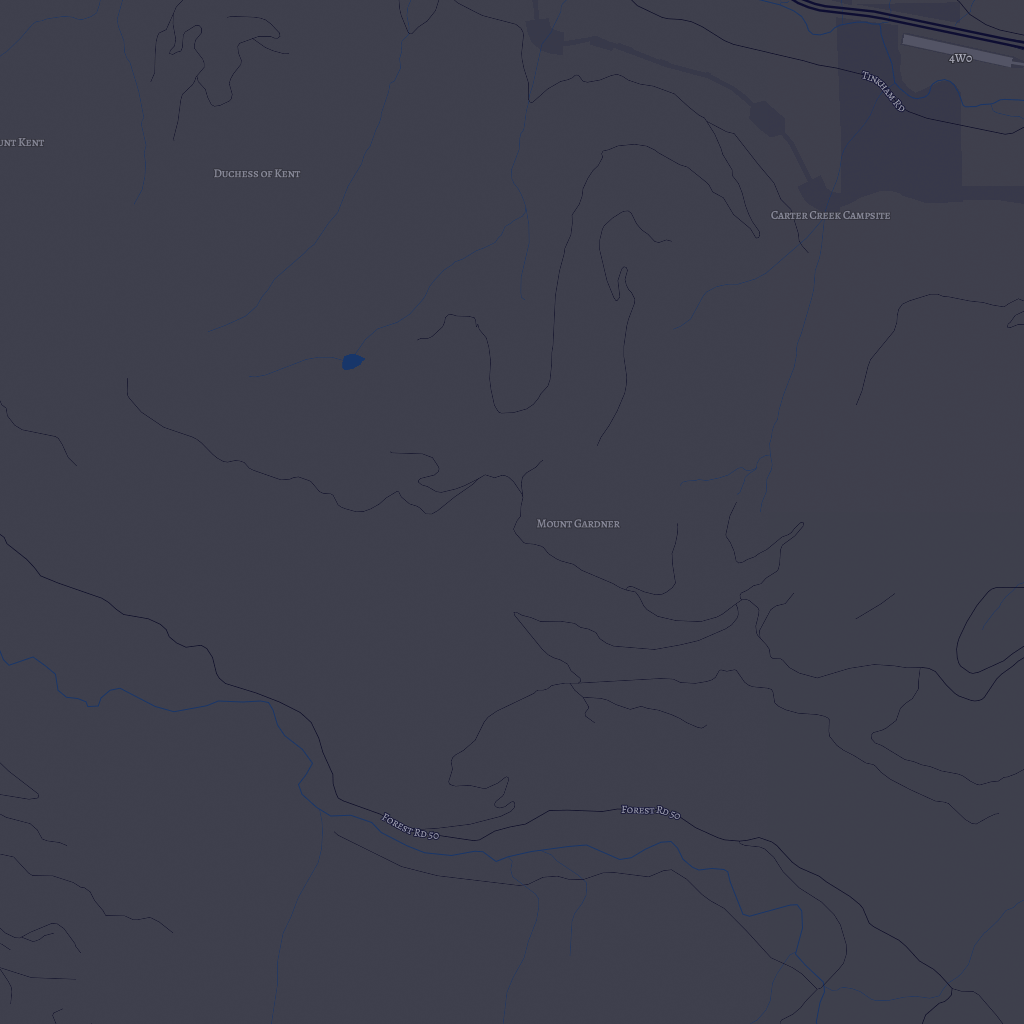 4W0
Tinkham Rd
unt Kent
Duchess of Kent
Carter Creek Campsite
Mount Gardner
Forest Rd 50
Forest Rd 50